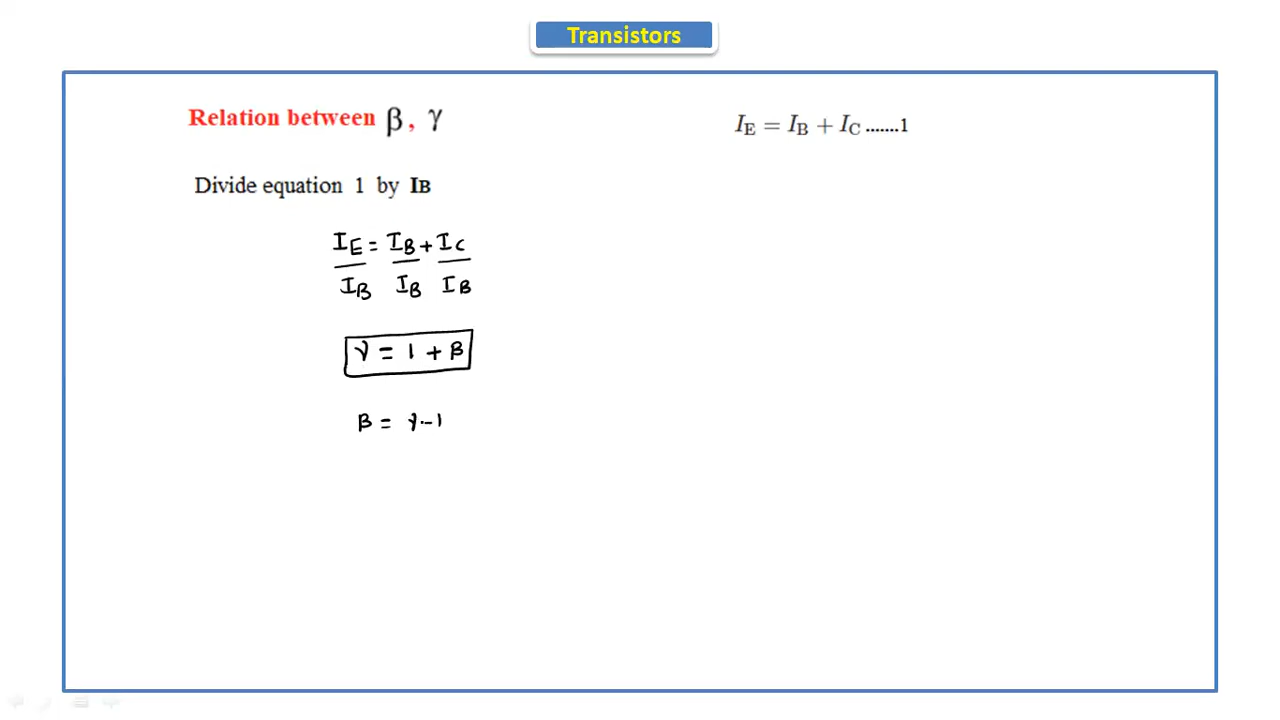 Transistors
Relation between β, γ
I_E = I_B + I_C .......1
Divide equation 1 by IB
I_E = I_B + I_C
I_B I_B I_B
γ = 1 + β
β = γ - 1